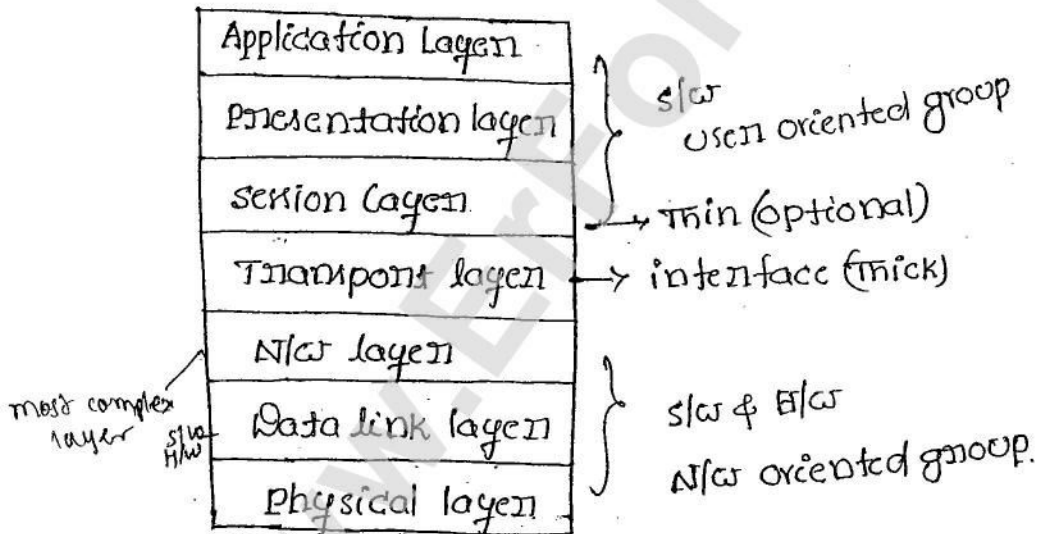 Application Layer
Presentation layer
session layer
Transport layer
N/w layer
Data link layer
Physical layer
s/w
user oriented group
→ Thin (optional)
→ interface (Thick)
most complex
layer
s/w
H/w
s/w & H/w
N/w oriented group.